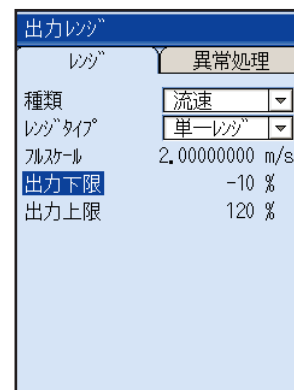 出力ﾚﾝｼﾞ
ﾚﾝｼﾞ 異常処理
種類 流速
ﾚﾝｼﾞﾀｲﾌﾟ 単一ﾚﾝｼﾞ
ﾌﾙｽｹｰﾙ 2.00000000 m/s
出力下限 -10 %
出力上限 120 %